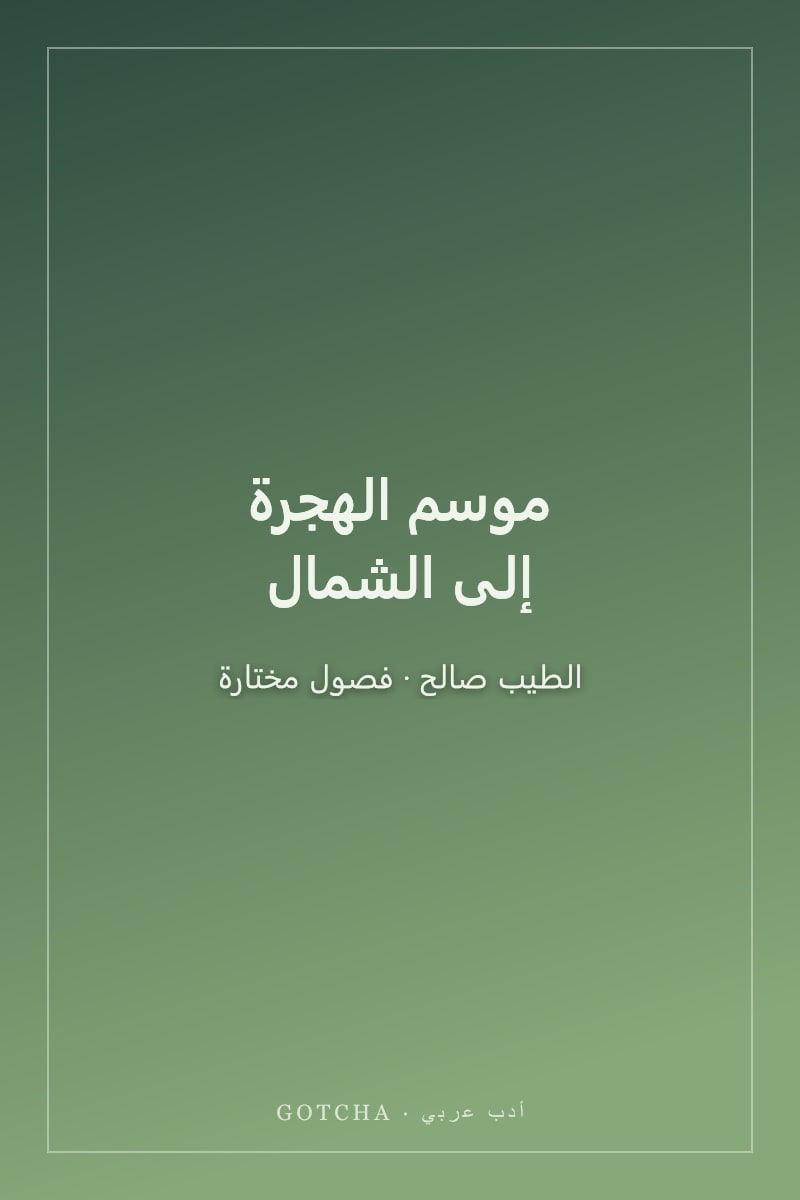 موسم الهجرة
إلى الشمال
الطيب صالح · فصول مختارة
GOTCHA · أدب عربي